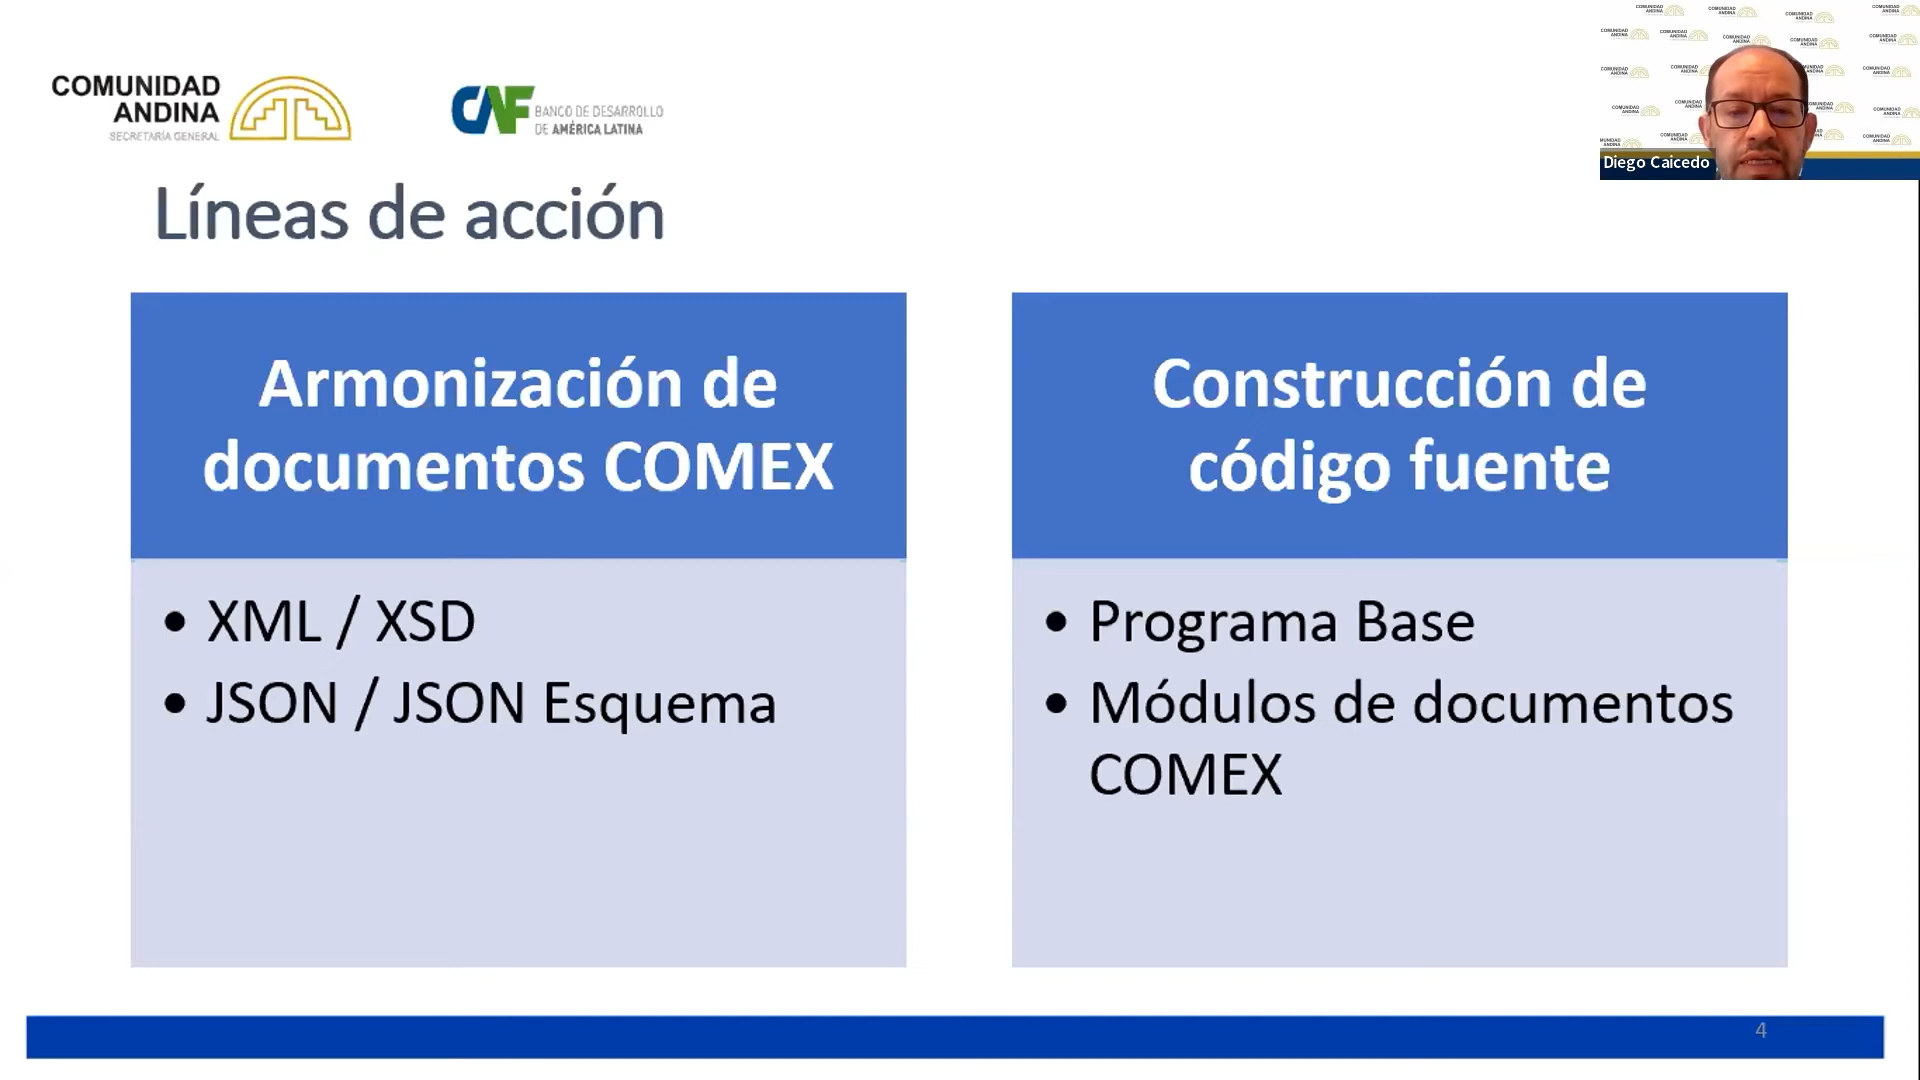 COMUNIDAD
ANDINA
SECRETARÍA GENERAL
CAF BANCO DE DESARROLLO
DE AMÉRICA LATINA
Diego Caicedo
Líneas de acción
Armonización de
documentos COMEX
• XML / XSD
• JSON / JSON Esquema
Construcción de
código fuente
• Programa Base
• Módulos de documentos
COMEX
4